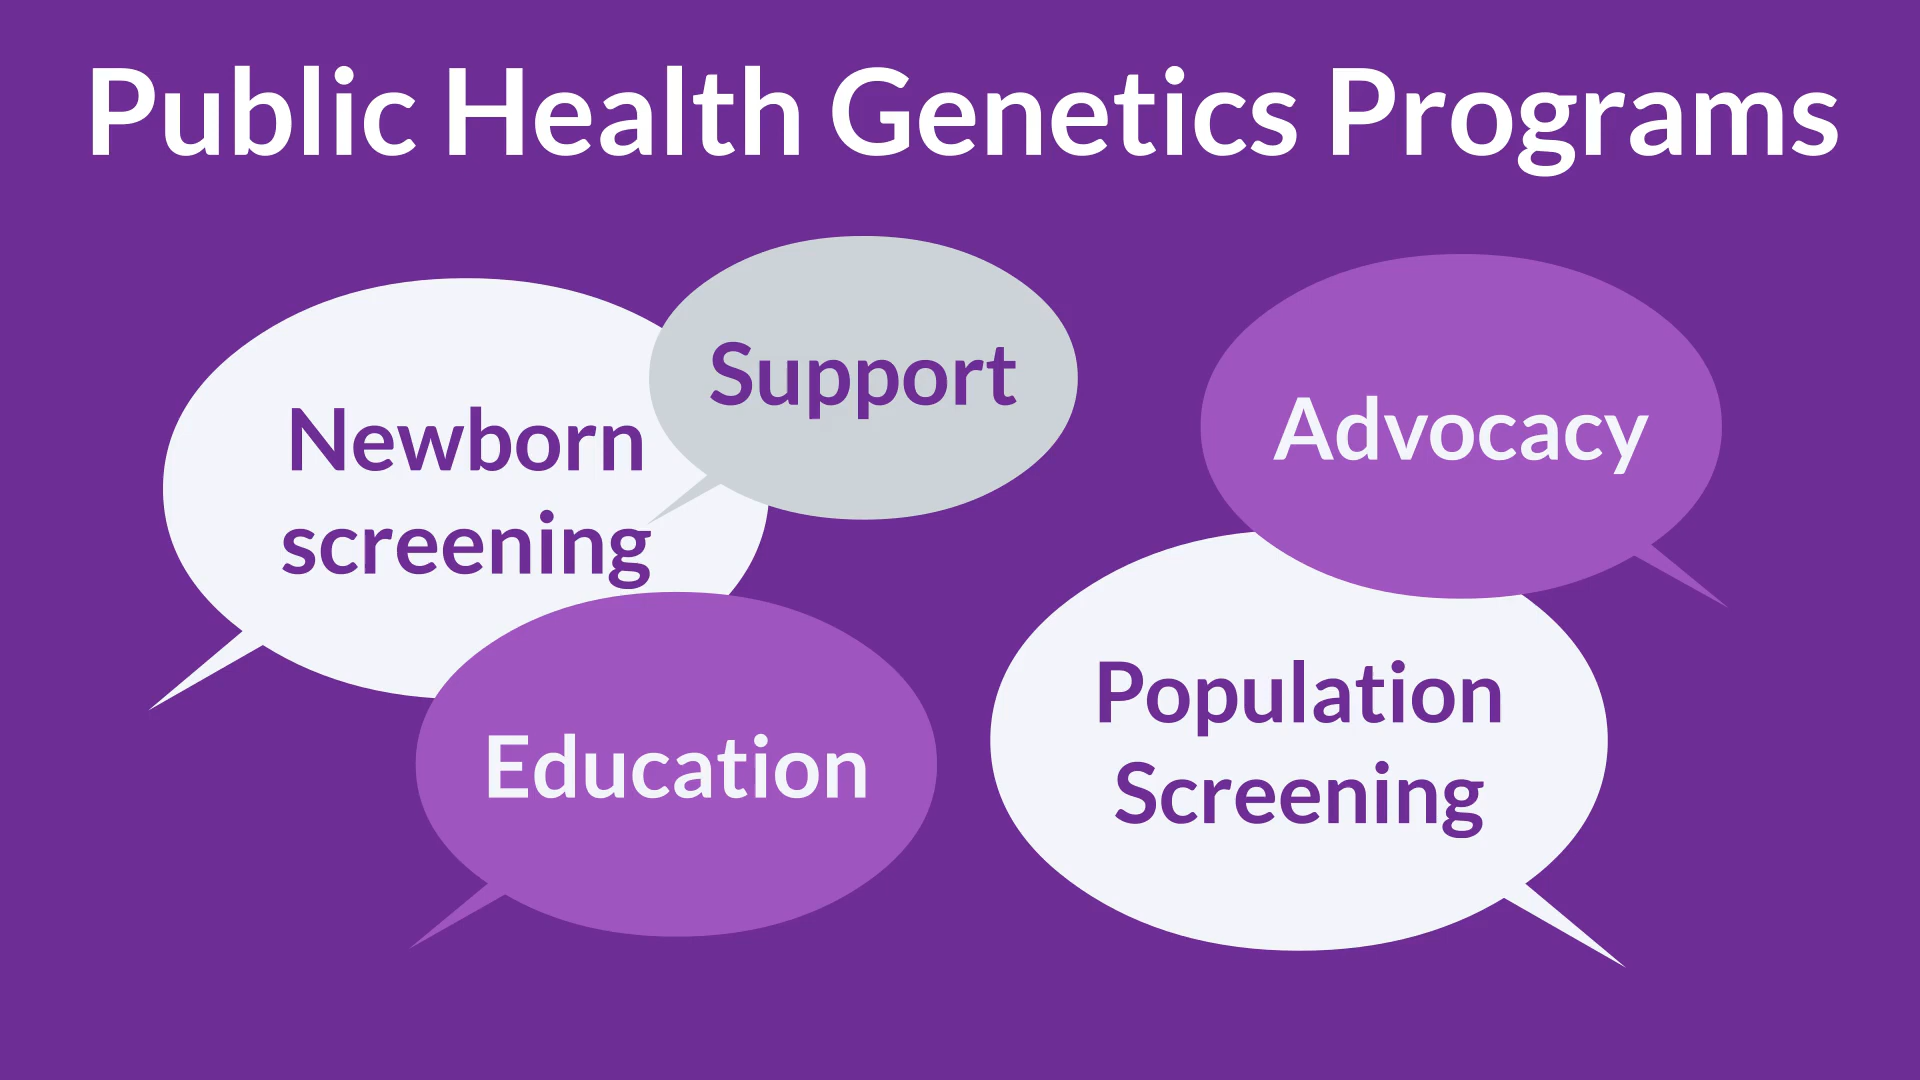 Public Health Genetics Programs
Support
Newborn
screening
Advocacy
Education
Population
Screening